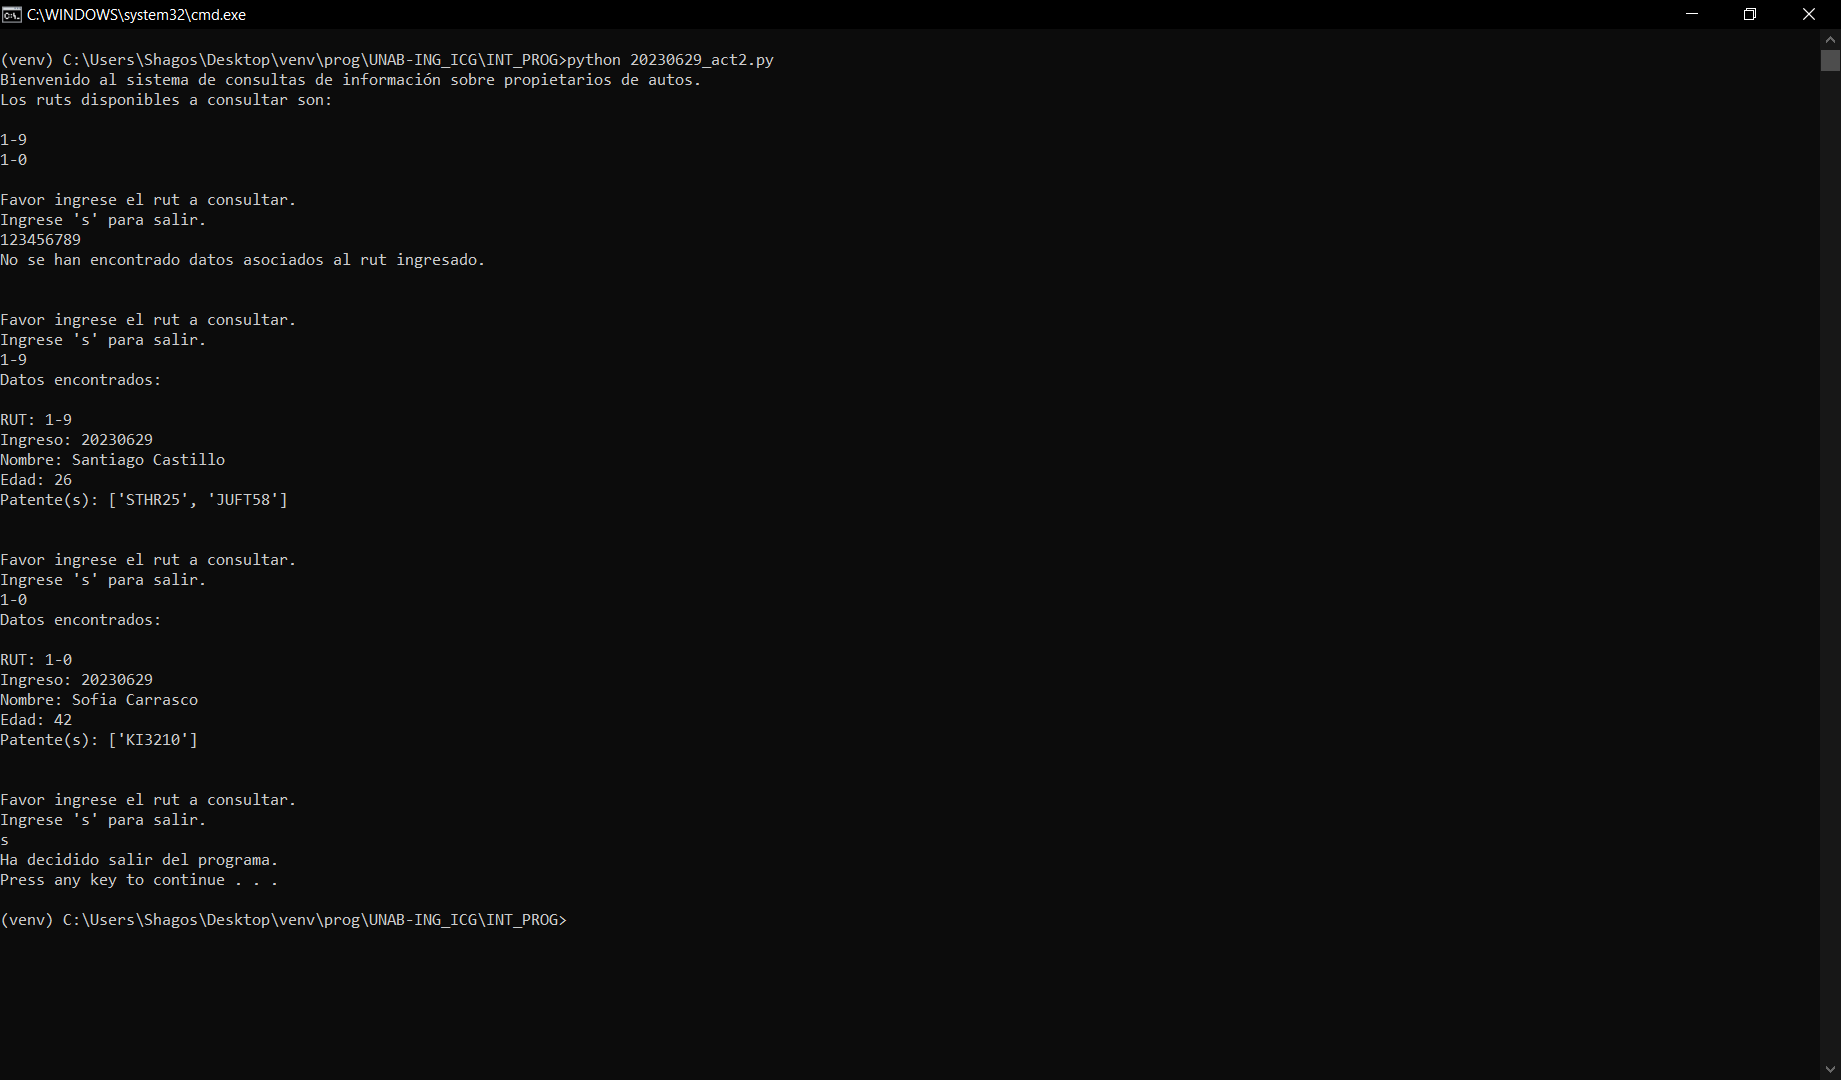 C:\WINDOWS\system32\cmd.exe
(venv) C:\Users\Shagos\Desktop\venv\prog\UNAB-ING_ICG\INT_PROG>python 20230629_act2.py
Bienvenido al sistema de consultas de información sobre propietarios de autos.
Los ruts disponibles a consultar son:
1-9
1-0
Favor ingrese el rut a consultar.
Ingrese 's' para salir.
123456789
No se han encontrado datos asociados al rut ingresado.
Favor ingrese el rut a consultar.
Ingrese 's' para salir.
1-9
Datos encontrados:
RUT: 1-9
Ingreso: 20230629
Nombre: Santiago Castillo
Edad: 26
Patente(s): ['STHR25', 'JUFT58']
Favor ingrese el rut a consultar.
Ingrese 's' para salir.
1-0
Datos encontrados:
RUT: 1-0
Ingreso: 20230629
Nombre: Sofia Carrasco
Edad: 42
Patente(s): ['KI3210']
Favor ingrese el rut a consultar.
Ingrese 's' para salir.
s
Ha decidido salir del programa.
Press any key to continue . . .
(venv) C:\Users\Shagos\Desktop\venv\prog\UNAB-ING_ICG\INT_PROG>